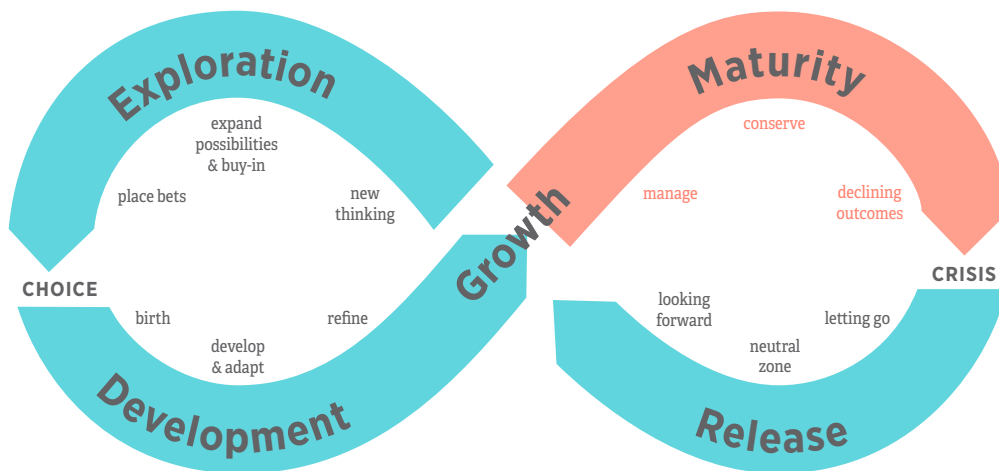 Exploration
expand
possibilities
& buy-in
place bets
new
thinking
CHOICE
birth
develop
& adapt
refine
Development
Growth
Maturity
conserve
manage
declining
outcomes
CRISIS
looking
forward
neutral
zone
letting go
Release